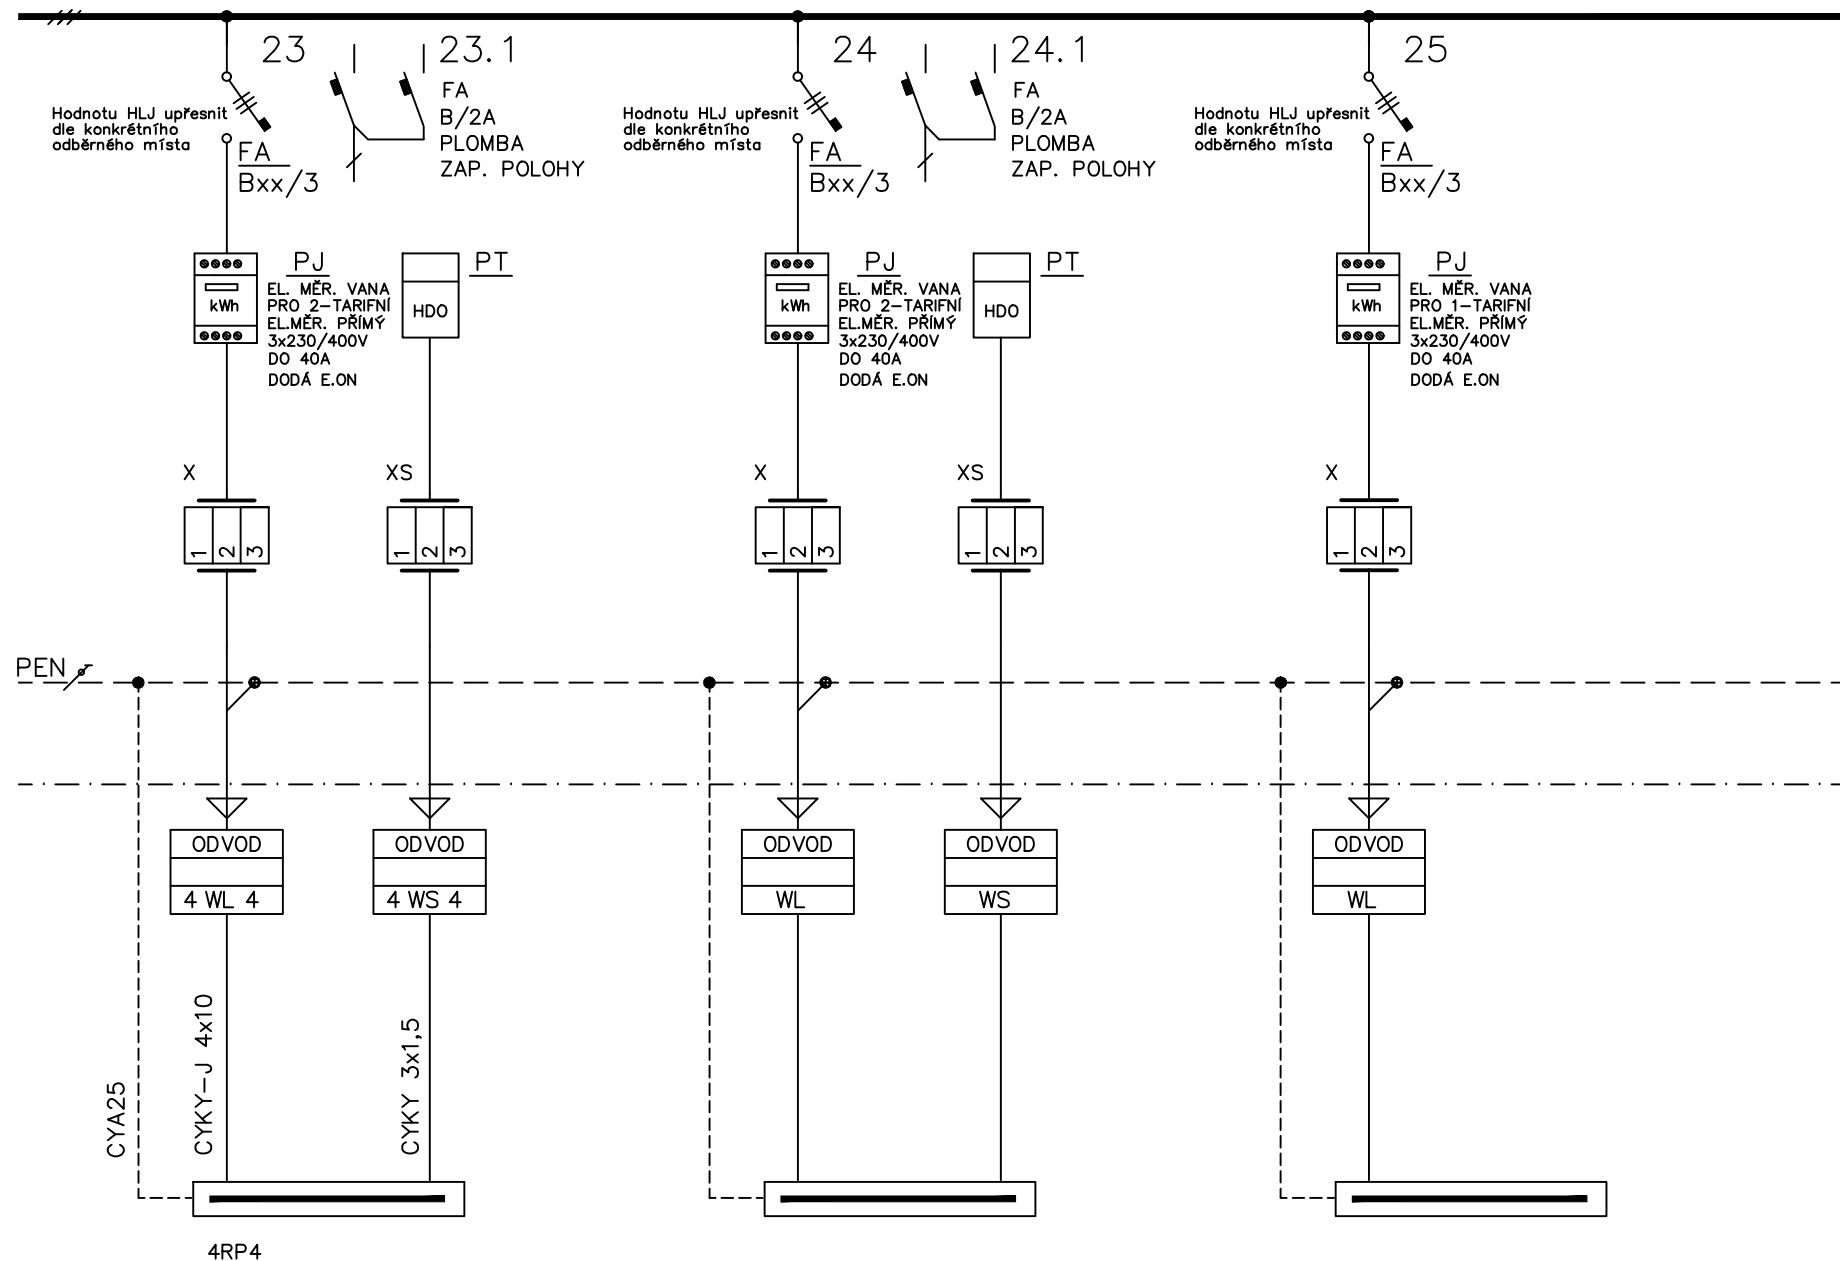 23
23.1
FA
B/2A
PLOMBA
ZAP. POLOHY
Hodnotu HLJ upřesnit
dle konkrétního
odběrného místa
FA
Bxx/3
24
24.1
FA
B/2A
PLOMBA
ZAP. POLOHY
Hodnotu HLJ upřesnit
dle konkrétního
odběrného místa
FA
Bxx/3
25
Hodnotu HLJ upřesnit
dle konkrétního
odběrného místa
FA
Bxx/3
kWh
PJ
EL. MĚR. VANA
PRO 2-TARIFNÍ
EL.MĚR. PŘÍMÝ
3x230/400V
DO 40A
DODÁ E.ON
HDO
PT
kWh
PJ
EL. MĚR. VANA
PRO 2-TARIFNÍ
EL.MĚR. PŘÍMÝ
3x230/400V
DO 40A
DODÁ E.ON
HDO
PT
kWh
PJ
EL. MĚR. VANA
PRO 1-TARIFNÍ
EL.MĚR. PŘÍMÝ
3x230/400V
DO 40A
DODÁ E.ON
X
1 2 3
XS
1 2 3
X
1 2 3
XS
1 2 3
X
1 2 3
PEN
ODVOD
4 WL 4
ODVOD
4 WS 4
ODVOD
WL
ODVOD
WS
ODVOD
WL
CYA25
CYKY-J 4x10
CYKY 3x1,5
4RP4